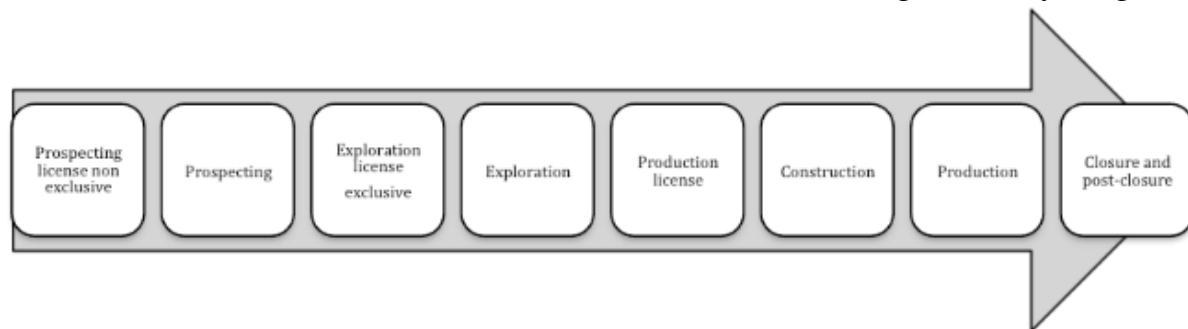 Prospecting
license non
exclusive
Prospecting
Exploration
license
exclusive
Exploration
Production
license
Construction
Production
Closure and
post-closure